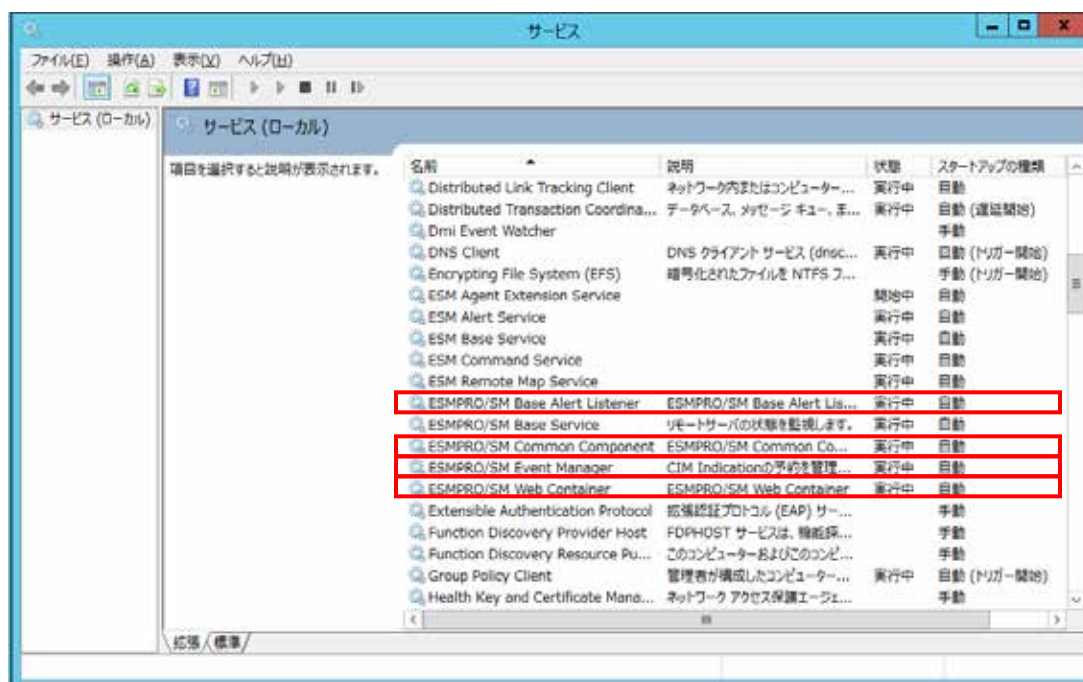 サービス
ファイル(E) 操作(A) 表示(V) ヘルプ(H)
サービス (ローカル)
サービス (ローカル)
項目を選択すると説明が表示されます。
名前 説明 状態 スタートアップの種類
Distributed Link Tracking Client ネットワーク内またはコンピューター... 実行中 自動
Distributed Transaction Coordina... データベース、メッセージ キュー、ま... 実行中 自動 (遅延開始)
Dmi Event Watcher 手動
DNS Client DNS クライアント サービス (dnsc... 実行中 自動 (トリガー開始)
Encrypting File System (EFS) 暗号化されたファイルを NTFS フ... 手動 (トリガー開始)
ESM Agent Extension Service 開始中 自動
ESM Alert Service 実行中 自動
ESM Base Service 実行中 自動
ESM Command Service 実行中 自動
ESM Remote Map Service 実行中 自動
ESMPRO/SM Base Alert Listener ESMPRO/SM Base Alert Lis... 実行中 自動
ESMPRO/SM Base Service リモートサーバの状態を監視します。 実行中 自動
ESMPRO/SM Common Component ESMPRO/SM Common Co... 実行中 自動
ESMPRO/SM Event Manager CIM Indicationの予約を管理... 実行中 自動
ESMPRO/SM Web Container ESMPRO/SM Web Container 実行中 自動
Extensible Authentication Protocol 拡張認証プロトコル (EAP) サー... 手動
Function Discovery Provider Host FDPHOST サービスは、機能探... 手動
Function Discovery Resource Pu... このコンピューターおよびこのコンピ... 手動
Group Policy Client 管理者が構成したコンピューター... 実行中 自動 (トリガー開始)
Health Key and Certificate Mana... ネットワーク アクセス保護エージェ... 手動
拡張 標準